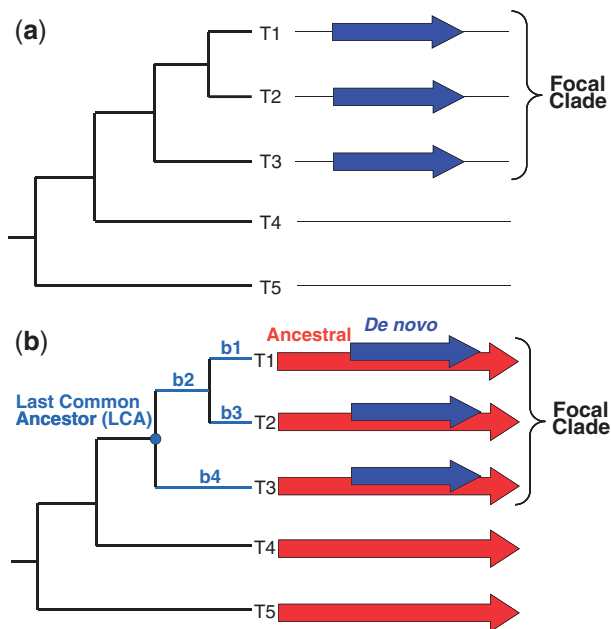 (a)
T1
T2
T3
T4
T5
Focal
Clade
(b)
De novo
Ancestral
b1
T1
b2
Last Common
Ancestor (LCA)
b3
T2
b4
T3
T4
T5
Focal
Clade